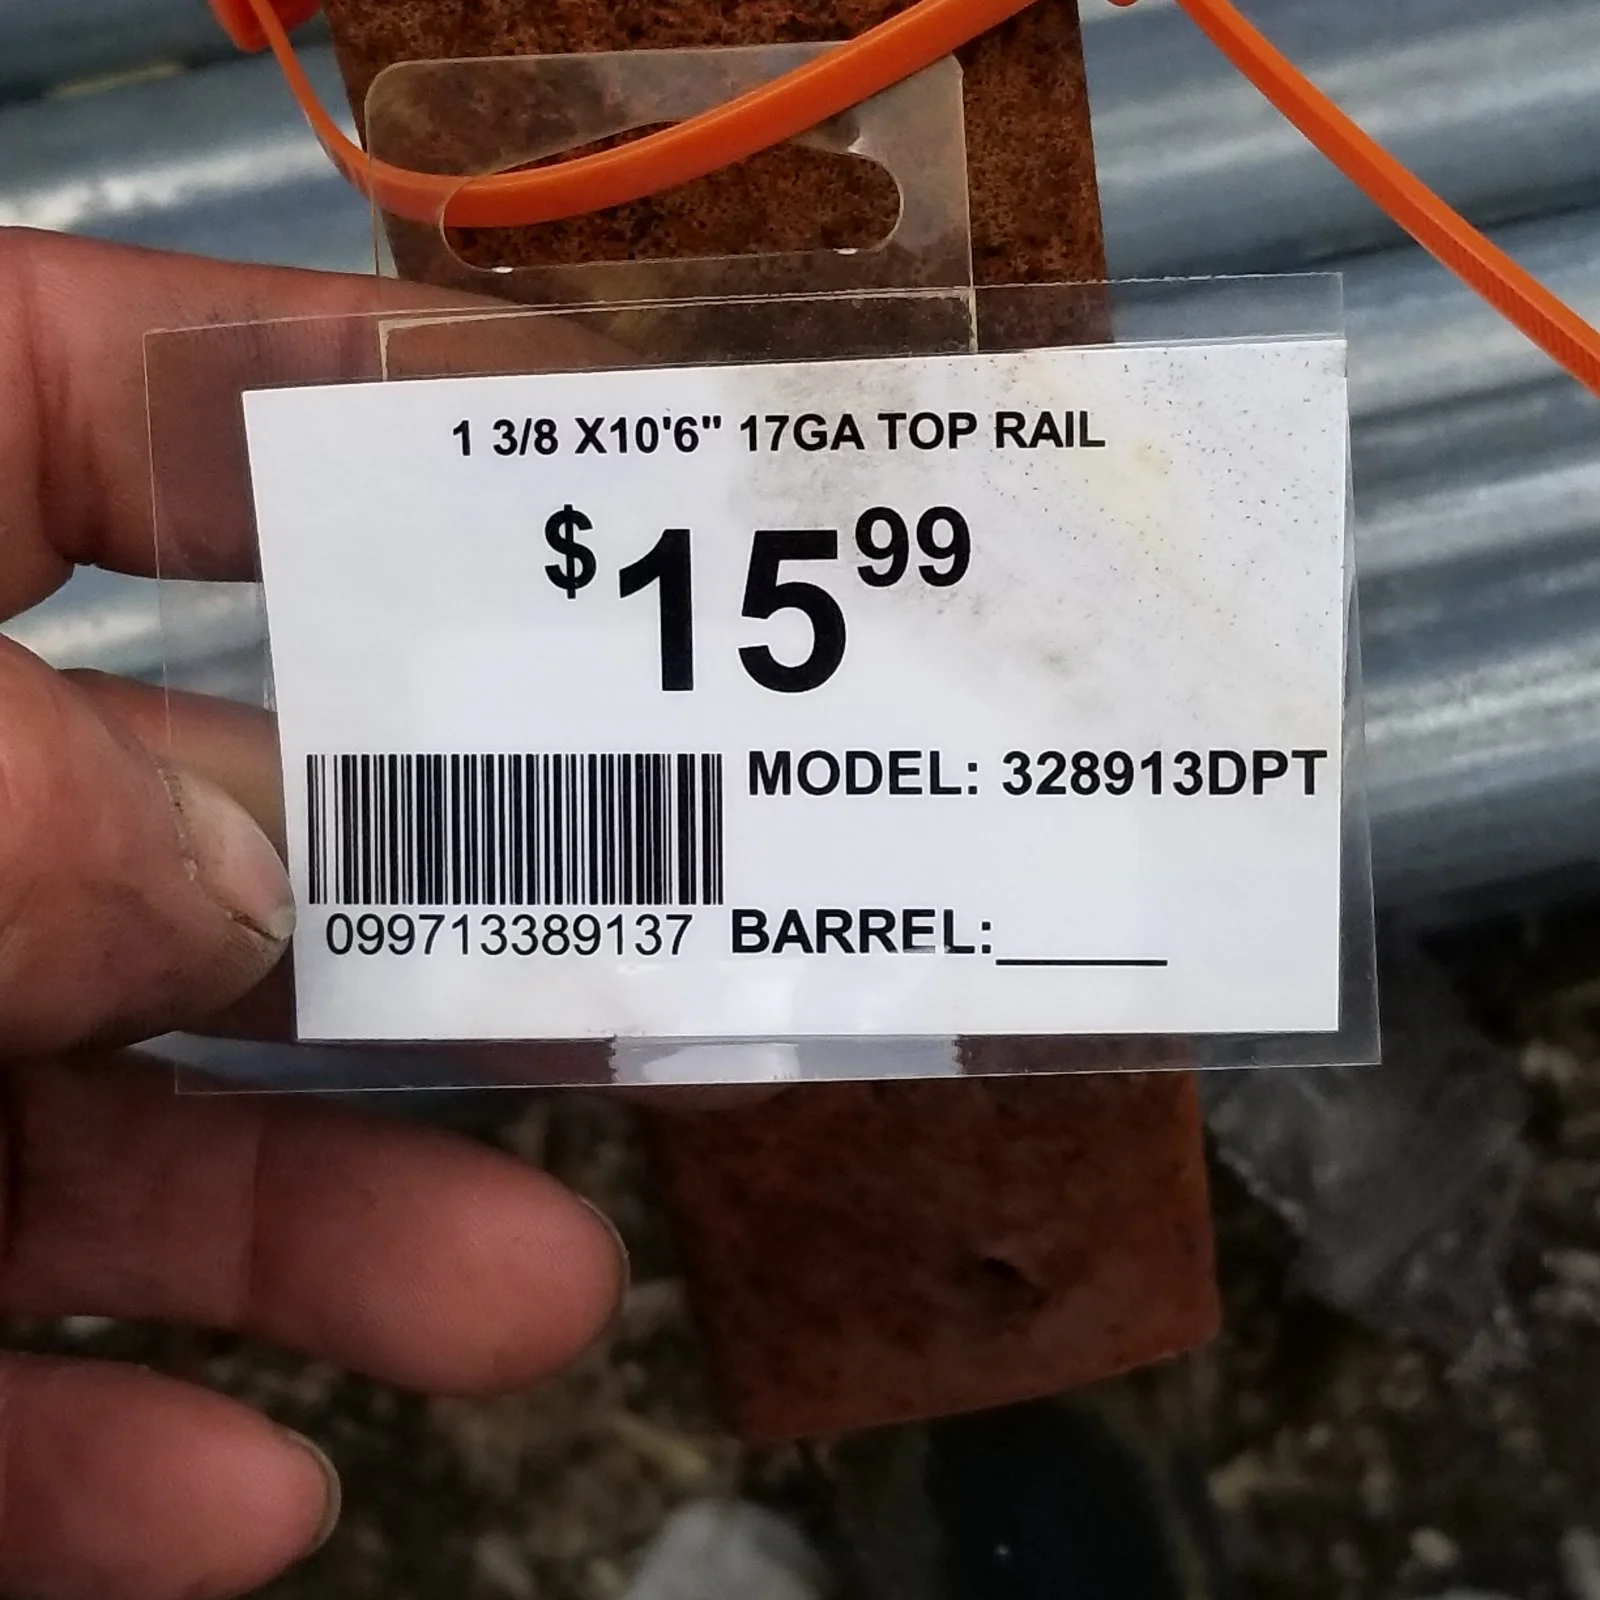 1 3/8 X10'6" 17GA TOP RAIL
$15 99
MODEL: 328913DPT
099713389137 BARREL:_____